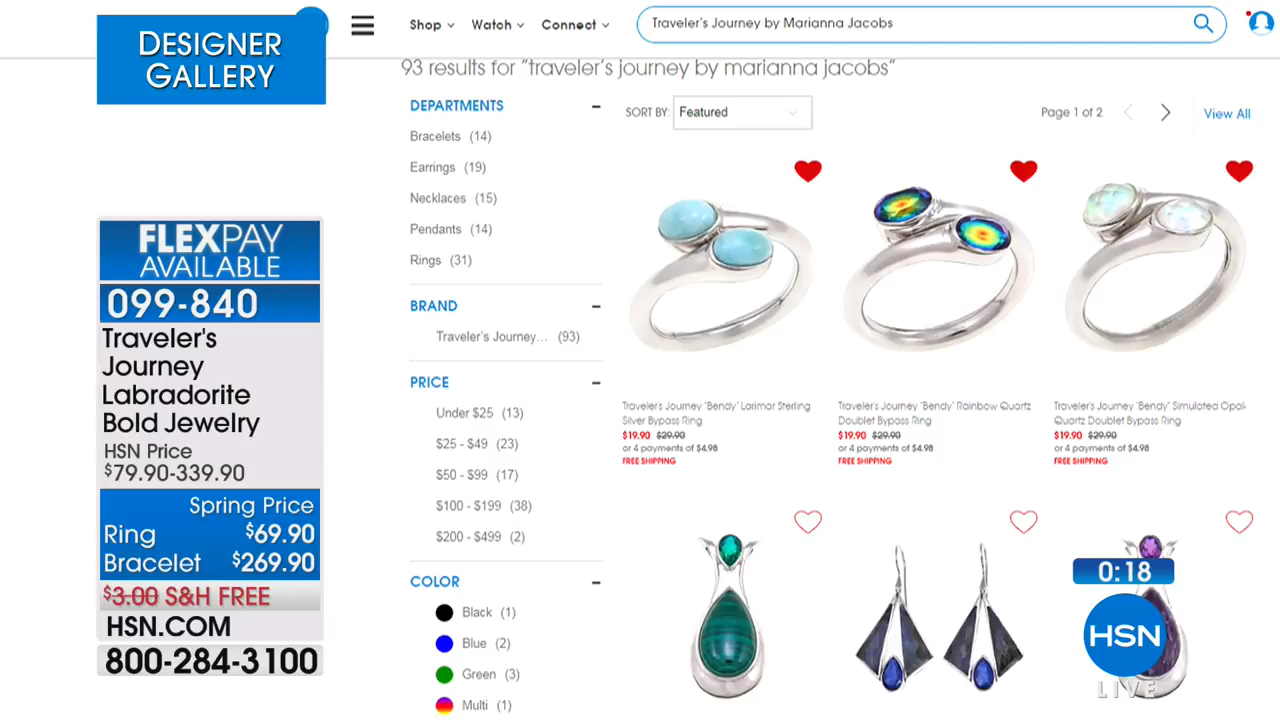 DESIGNER
GALLERY
FLEXPAY
AVAILABLE
099-840
Traveler's
Journey
Labradorite
Bold Jewelry
HSN Price
$79.90-339.90
Spring Price
Ring $69.90
Bracelet $269.90
$3.00 S&H FREE
HSN.COM
800-284-3100
Shop Watch Connect
Traveler's Journey by Marianna Jacobs
93 results for “traveler's journey by marianna jacobs”
DEPARTMENTS
Bracelets (14)
Earrings (19)
Necklaces (15)
Pendants (14)
Rings (31)
BRAND
Traveler's Journey... (93)
PRICE
Under $25 (13)
$25 - $49 (23)
$50 - $99 (17)
$100 - $199 (38)
$200 - $499 (2)
COLOR
Black (1)
Blue (2)
Green (3)
Multi (1)
SORT BY: Featured
Page 1 of 2
View All
Traveler's Journey "Bendy" Larimar Sterling
Silver Bypass Ring
$19.90 $29.90
or 4 payments of $4.98
FREE SHIPPING
Traveler's Journey "Bendy" Rainbow Quartz
Doublet Bypass Ring
$19.90 $29.90
or 4 payments of $4.98
FREE SHIPPING
Traveler's Journey "Bendy" Simulated Opal-
Quartz Doublet Bypass Ring
$19.90 $29.90
or 4 payments of $4.98
FREE SHIPPING
0:18
HSN
LIVE